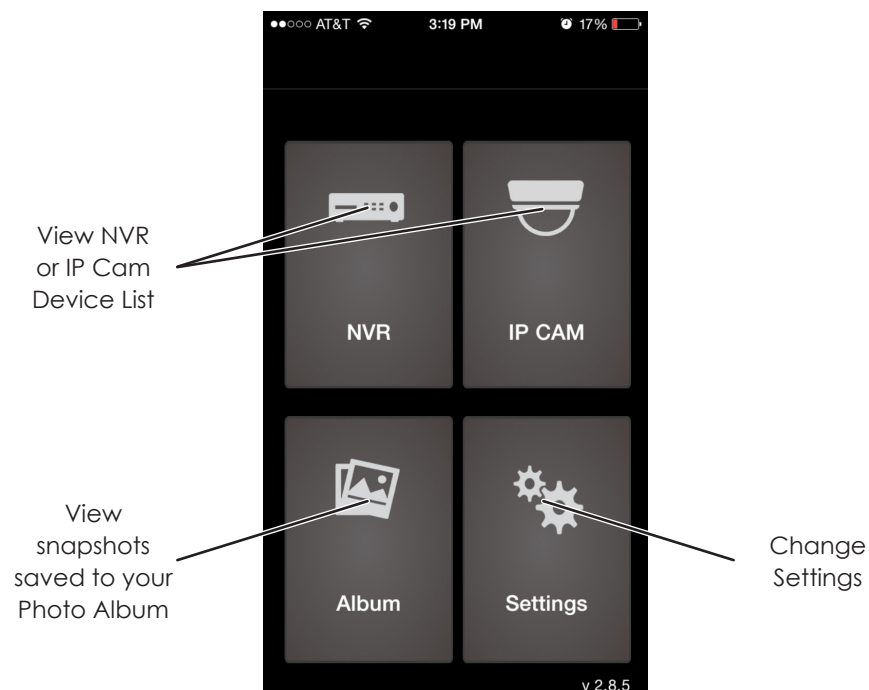 AT&T 3:19 PM 17%
View NVR
or IP Cam
Device List
NVR
IP CAM
View
snapshots
saved to your
Photo Album
Album
Settings
Change
Settings
v 2.8.5